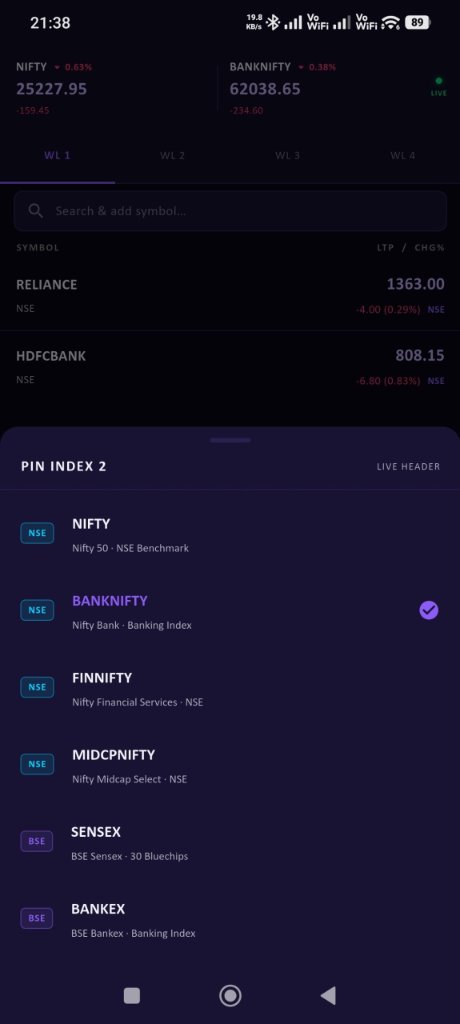 21:38 19.8 KB/s Vo WiFi Vo WiFi 89
NIFTY 0.63% BANKNIFTY 0.38%
25227.95 62038.65 LIVE
-159.45 -234.60
WL 1 WL 2 WL 3 WL 4
Search & add symbol...
SYMBOL LTP / CHG%
RELIANCE 1363.00
NSE -4.00 (0.29%) NSE
HDFCBANK 808.15
NSE -6.80 (0.83%) NSE
PIN INDEX 2 LIVE HEADER
NSE NIFTY
Nifty 50 · NSE Benchmark
NSE BANKNIFTY
Nifty Bank · Banking Index
NSE FINNIFTY
Nifty Financial Services · NSE
NSE MIDCPNIFTY
Nifty Midcap Select · NSE
BSE SENSEX
BSE Sensex · 30 Bluechips
BSE BANKEX
BSE Bankex · Banking Index